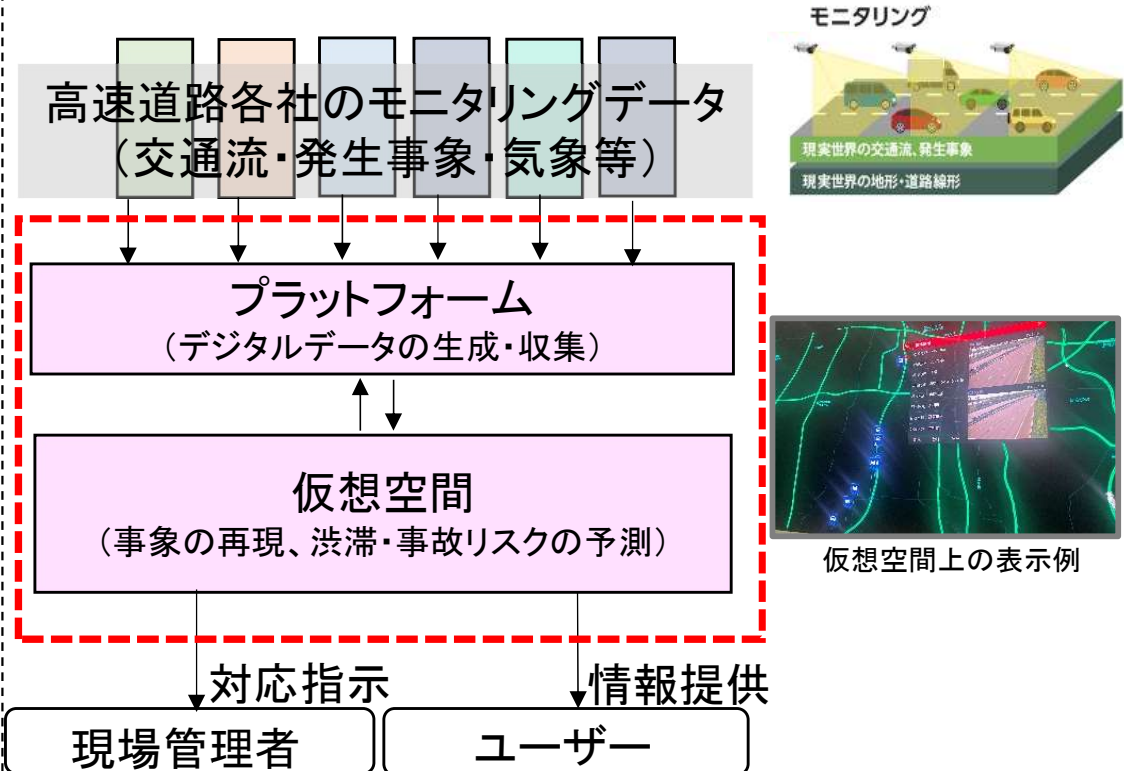 モニタリング
高速道路各社のモニタリングデータ
（交通流・発生事象・気象等）
現実世界の交通流、発生事象
現実世界の地形・道路線形
プラットフォーム
（デジタルデータの生成・収集）
仮想空間
（事象の再現、渋滞・事故リスクの予測）
仮想空間上の表示例
対応指示
情報提供
現場管理者
ユーザー